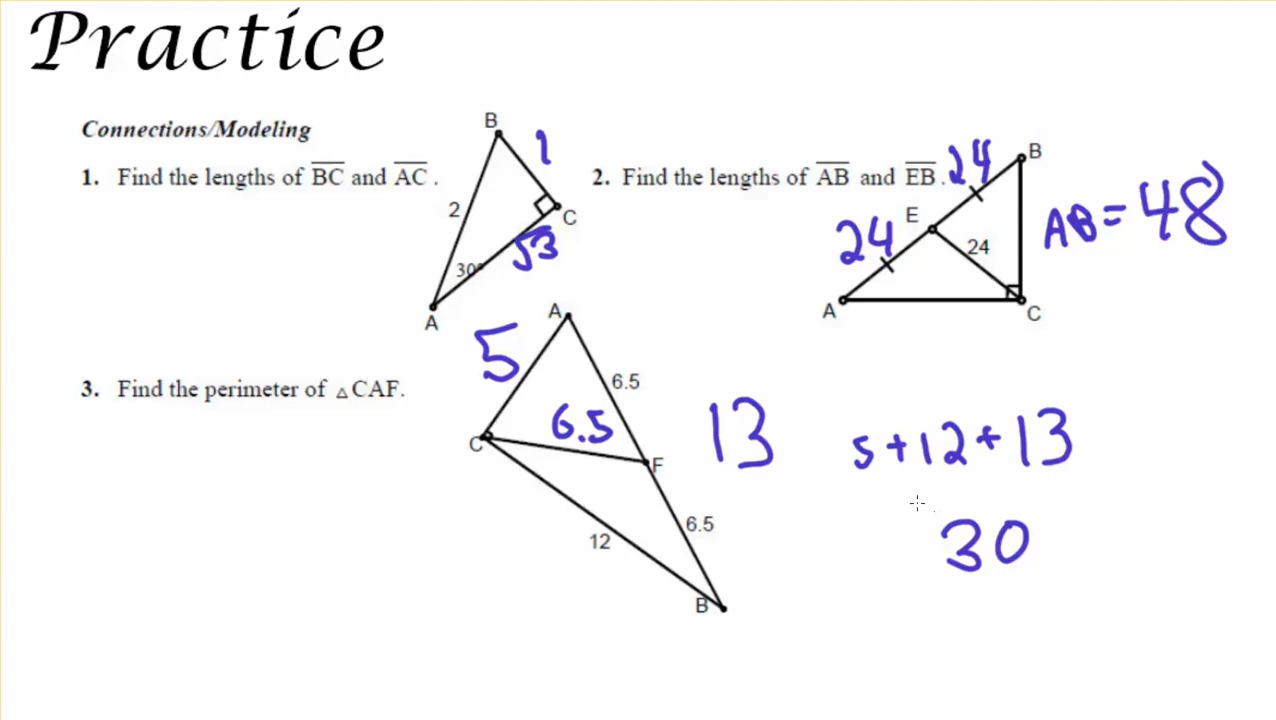 Practice
Connections/Modeling
1. Find the lengths of BC and AC.
B
1
2
C
30°
√3
A
2. Find the lengths of AB and EB.
24
B
E
24
24
AB = 48
A
C
3. Find the perimeter of △CAF.
A
5
6.5
6.5
13
C
F
5 + 12 + 13
6.5
12
30
B